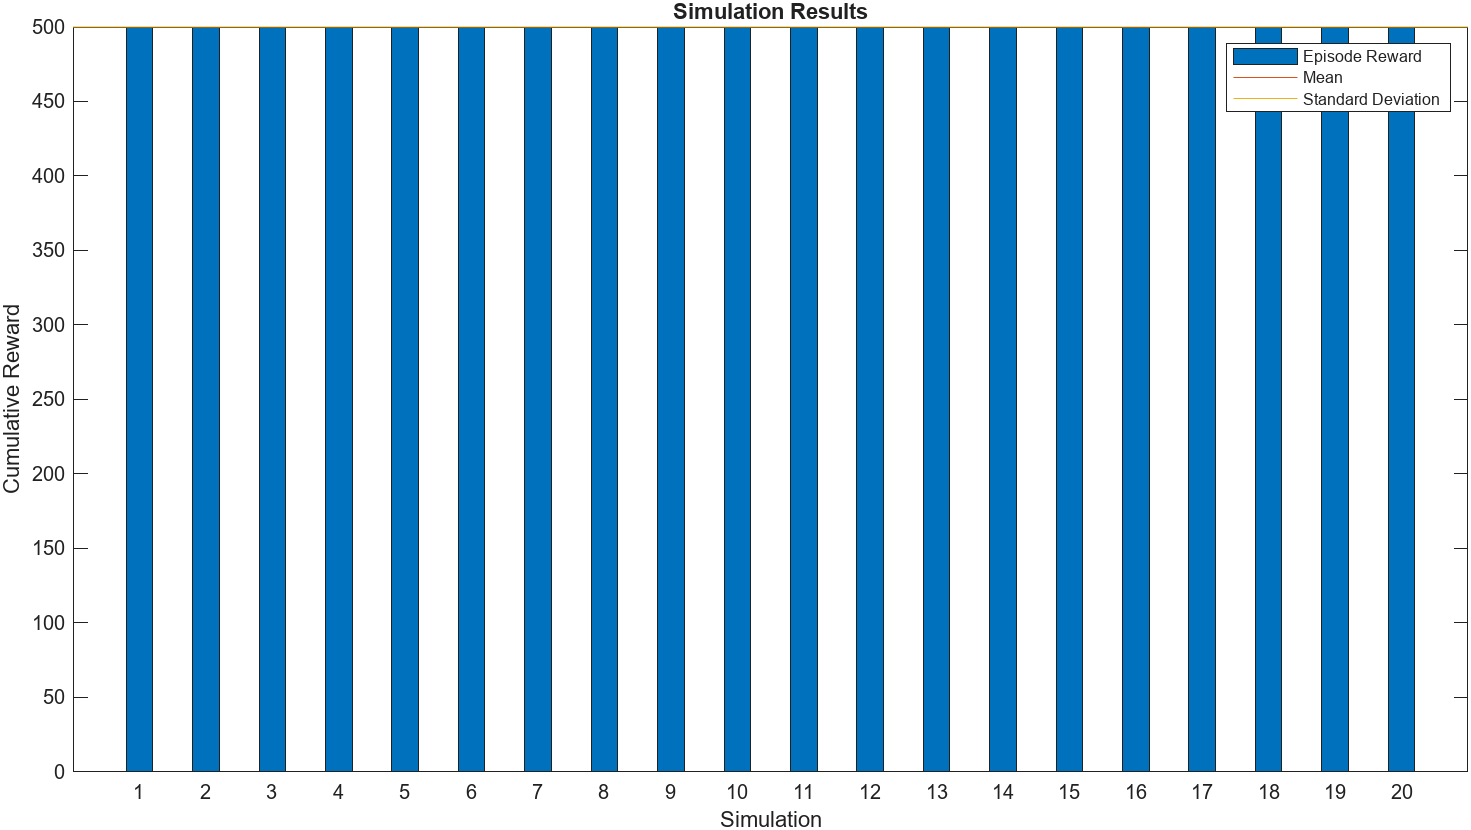 Simulation Results
500
450
400
350
300
250
200
150
100
50
0
Cumulative Reward
Episode Reward
Mean
Standard Deviation
1 2 3 4 5 6 7 8 9 10 11 12 13 14 15 16 17 18 19 20
Simulation